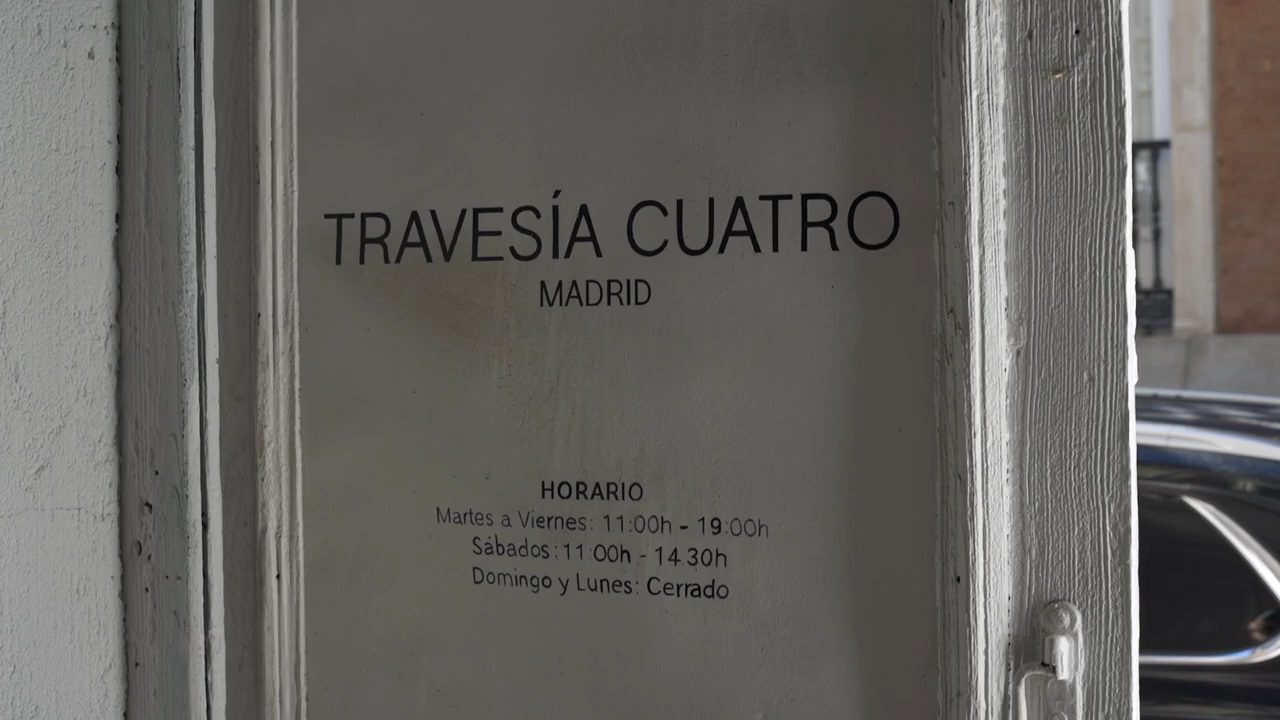 TRAVESÍA CUATRO
MADRID
HORARIO
Martes a Viernes: 11:00h - 19:00h
Sábados: 11:00h - 14.30h
Domingo y Lunes: Cerrado